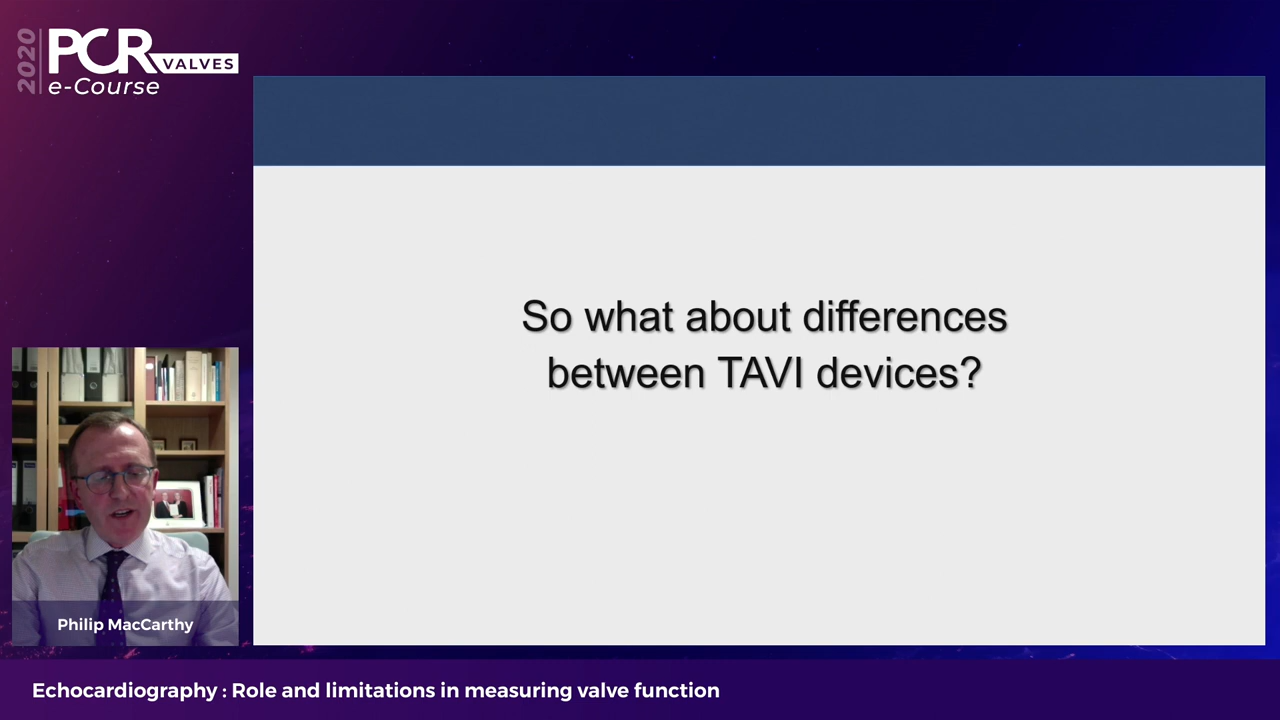 2020
PCR
VALVES
e-Course
So what about differences
between TAVI devices?
Philip MacCarthy
Echocardiography : Role and limitations in measuring valve function